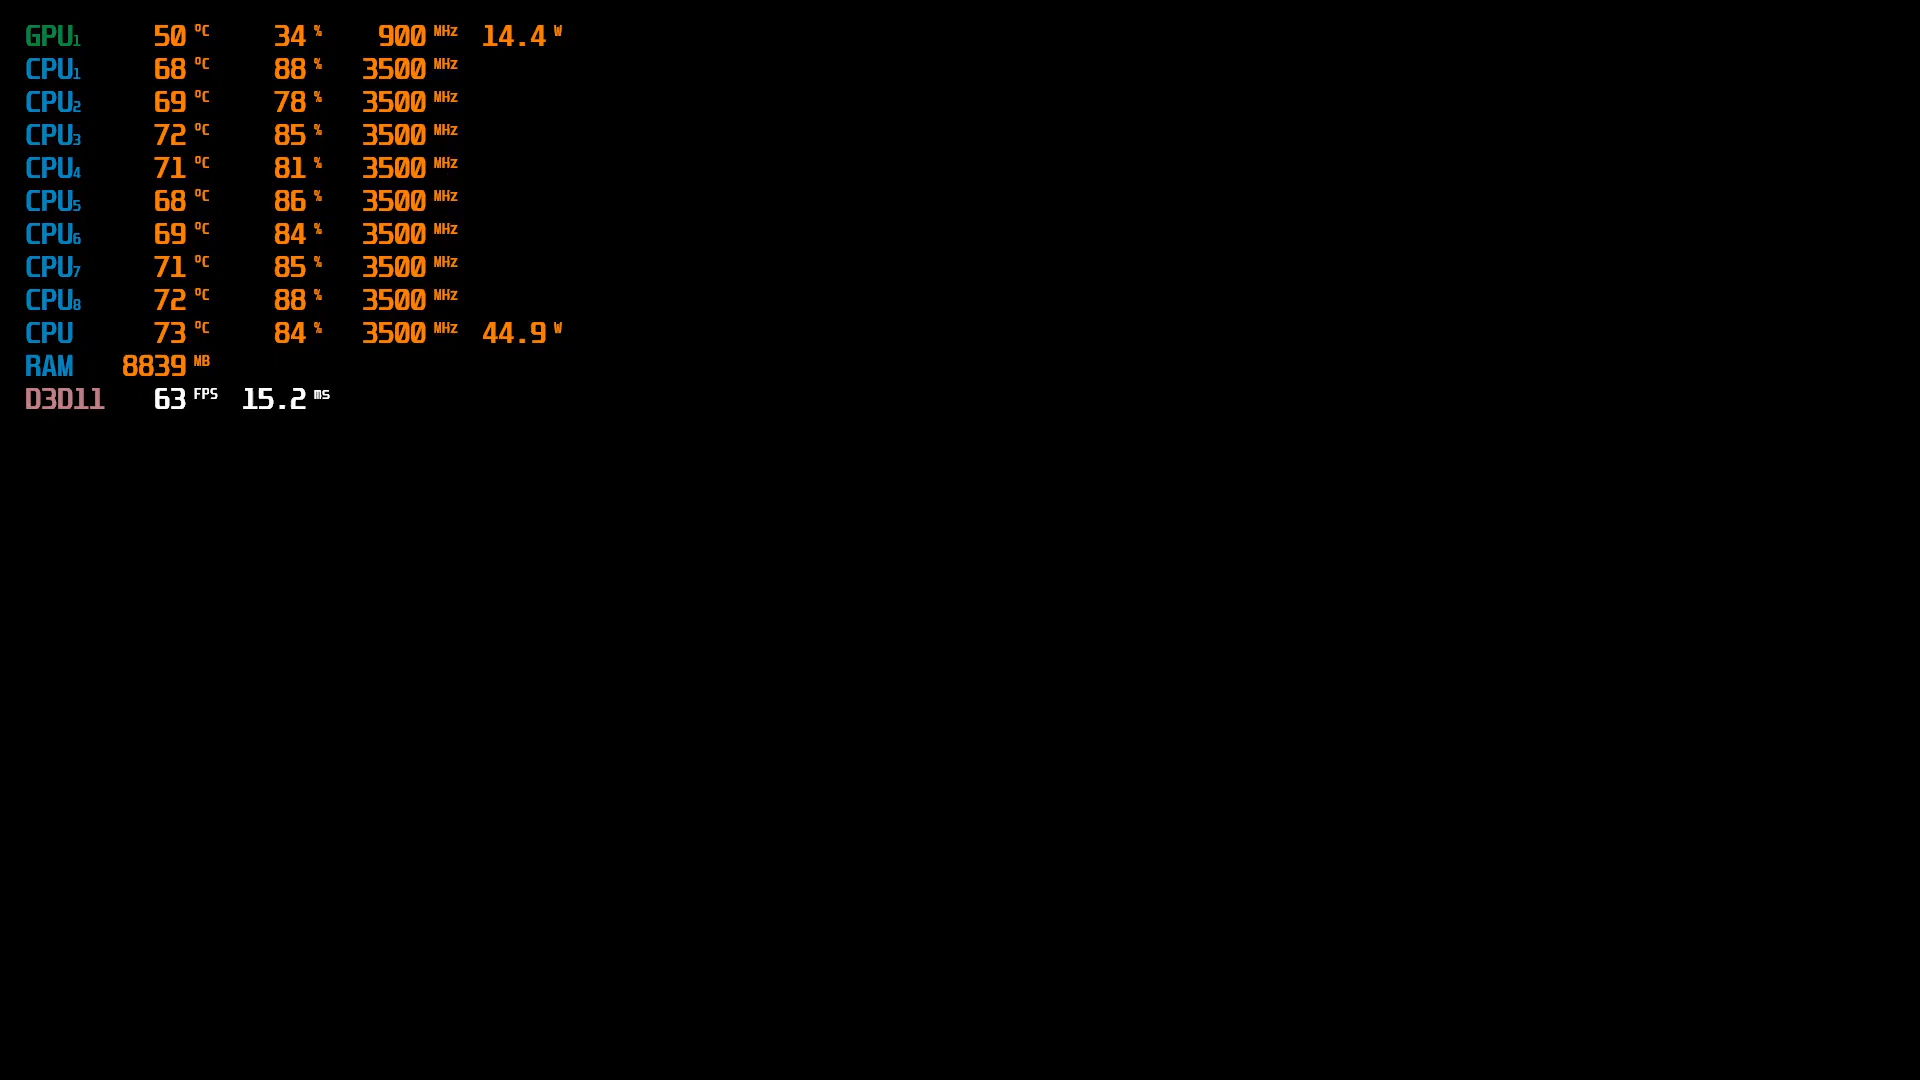 GPU1 50 °C 34 % 900 MHz 14.4 W
CPU1 68 °C 88 % 3500 MHz
CPU2 69 °C 78 % 3500 MHz
CPU3 72 °C 85 % 3500 MHz
CPU4 71 °C 81 % 3500 MHz
CPU5 68 °C 86 % 3500 MHz
CPU6 69 °C 84 % 3500 MHz
CPU7 71 °C 85 % 3500 MHz
CPU8 72 °C 88 % 3500 MHz
CPU 73 °C 84 % 3500 MHz 44.9 W
RAM 8839 MB
D3D11 63 FPS 15.2 ms